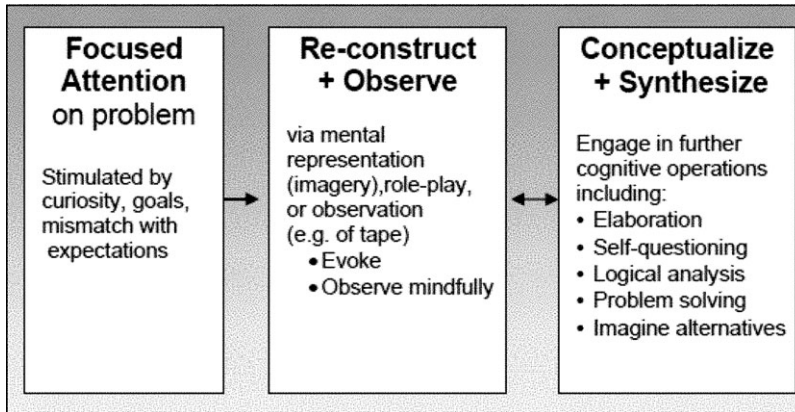 Focused
Attention
on problem
Stimulated by
curiosity, goals,
mismatch with
expectations
Re-construct
+ Observe
via mental
representation
(imagery),role-play,
or observation
(e.g. of tape)
• Evoke
• Observe mindfully
Conceptualize
+ Synthesize
Engage in further
cognitive operations
including:
• Elaboration
• Self-questioning
• Logical analysis
• Problem solving
• Imagine alternatives